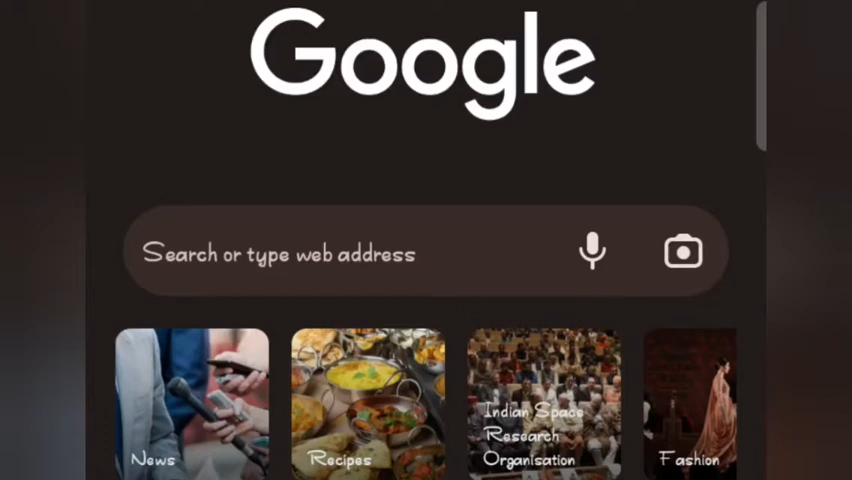 Google
Search or type web address
News
Recipes
Indian Space
Research
Organisation
Fashion